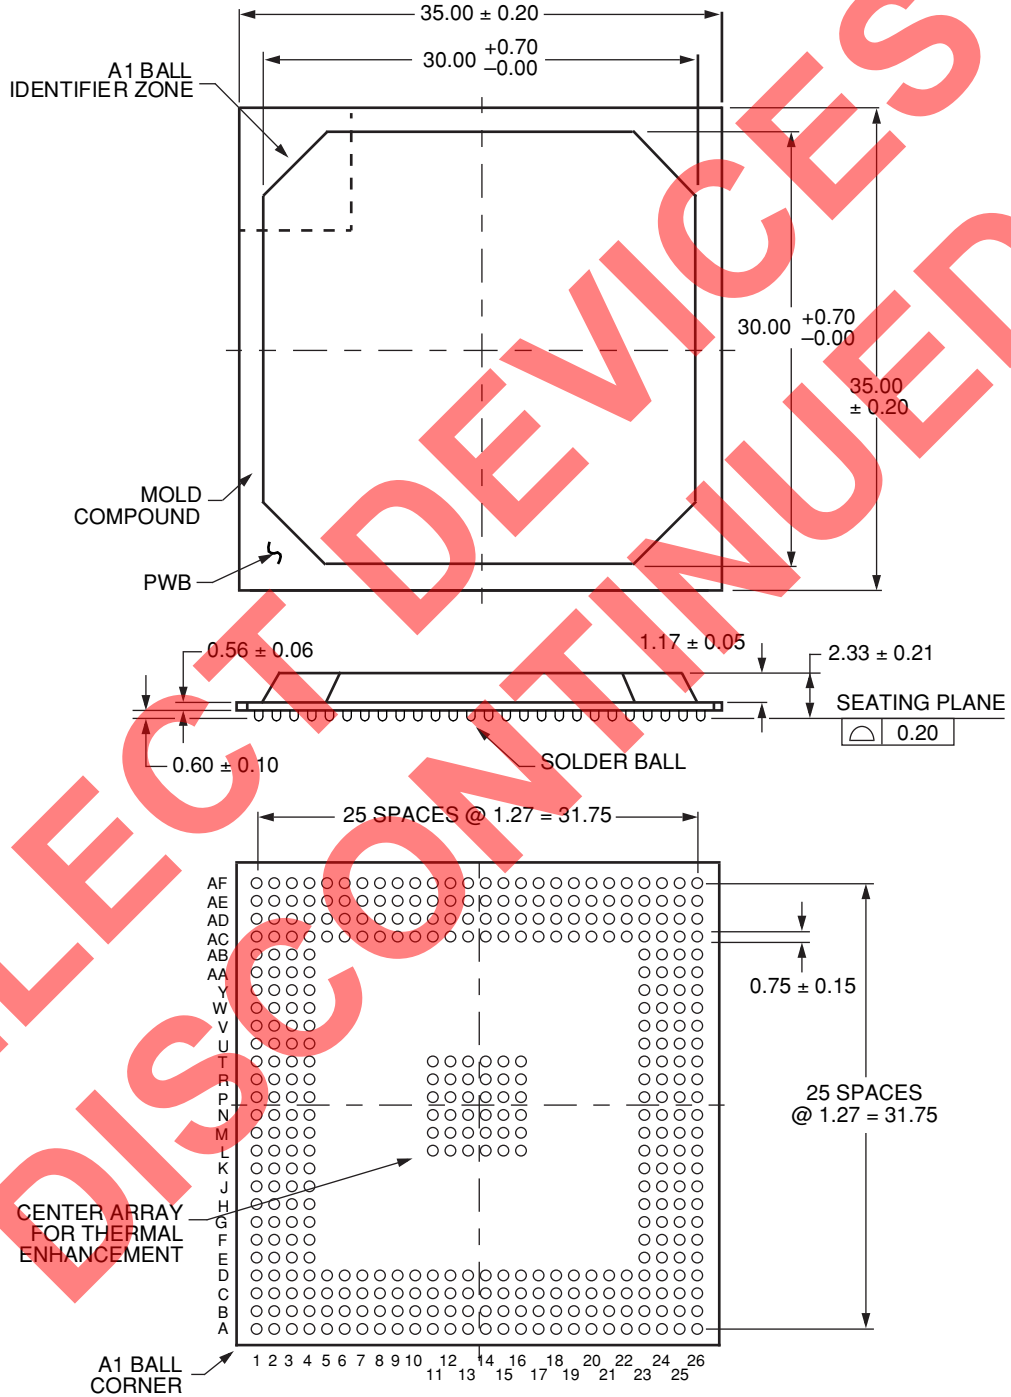 35.00 ± 0.20
30.00 +0.70
–0.00
A1 BALL
IDENTIFIER ZONE
30.00 +0.70
–0.00
35.00
± 0.20
MOLD
COMPOUND
PWB
0.56 ± 0.06
1.17 ± 0.05
2.33 ± 0.21
SEATING PLANE
0.20
0.60 ± 0.10
SOLDER BALL
25 SPACES @ 1.27 = 31.75
AF
AE
AD
AC
AB
AA
Y
W
V
U
T
R
P
N
M
L
K
J
H
G
F
E
D
C
B
A
0.75 ± 0.15
25 SPACES
@ 1.27 = 31.75
CENTER ARRAY
FOR THERMAL
ENHANCEMENT
1 2 3 4 5 6 7 8 9 10 12 14 16 18 20 22 24 26
11 13 15 17 19 21 23 25
A1 BALL
CORNER
SELECT DEVICES
DISCONTINUED